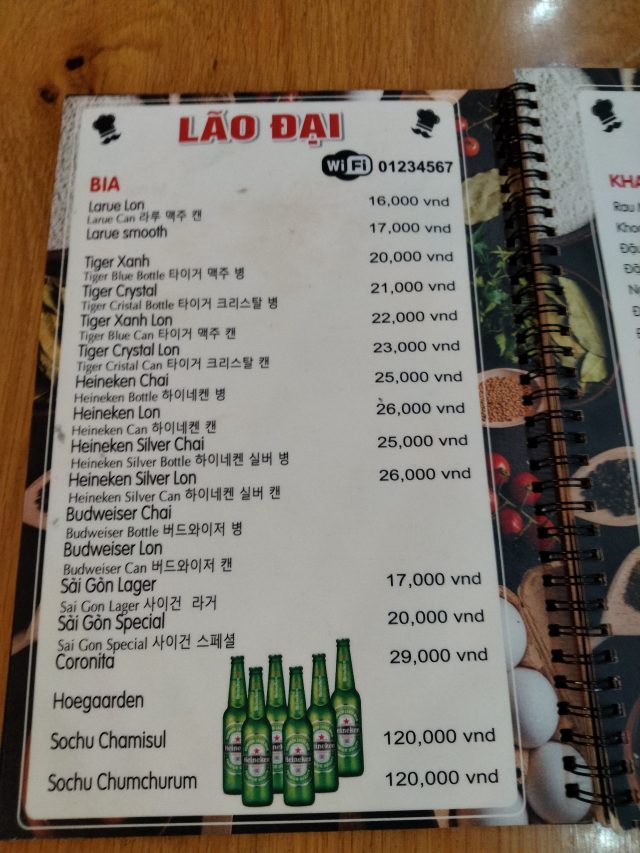 LÃO ĐẠI
WiFi 01234567
BIA
Larue Lon 16,000 vnd
Larue Can 라루 맥주 캔
Larue smooth 17,000 vnd
Tiger Xanh 20,000 vnd
Tiger Blue Bottle 타이거 맥주 병
Tiger Crystal 21,000 vnd
Tiger Cristal Bottle 타이거 크리스탈 병
Tiger Xanh Lon 22,000 vnd
Tiger Blue Can 타이거 맥주 캔
Tiger Crystal Lon 23,000 vnd
Tiger Cristal Can 타이거 크리스탈 캔
Heineken Chai 25,000 vnd
Heineken Bottle 하이네켄 병
Heineken Lon 26,000 vnd
Heineken Can 하이네켄 캔
Heineken Silver Chai 25,000 vnd
Heineken Silver Bottle 하이네켄 실버 병
Heineken Silver Lon 26,000 vnd
Heineken Silver Can 하이네켄 실버 캔
Budweiser Chai
Budweiser Bottle 버드와이저 병
Budweiser Lon
Budweiser Can 버드와이저 캔
Sài Gòn Lager 17,000 vnd
Sai Gon Lager 사이건 라거
Sài Gòn Special 20,000 vnd
Sai Gon Special 사이건 스페셜
Coronita 29,000 vnd
Hoegaarden
Sochu Chamisul 120,000 vnd
Sochu Chumchurum 120,000 vnd
Heineken
KHA
Rau
Khoa
Đậu